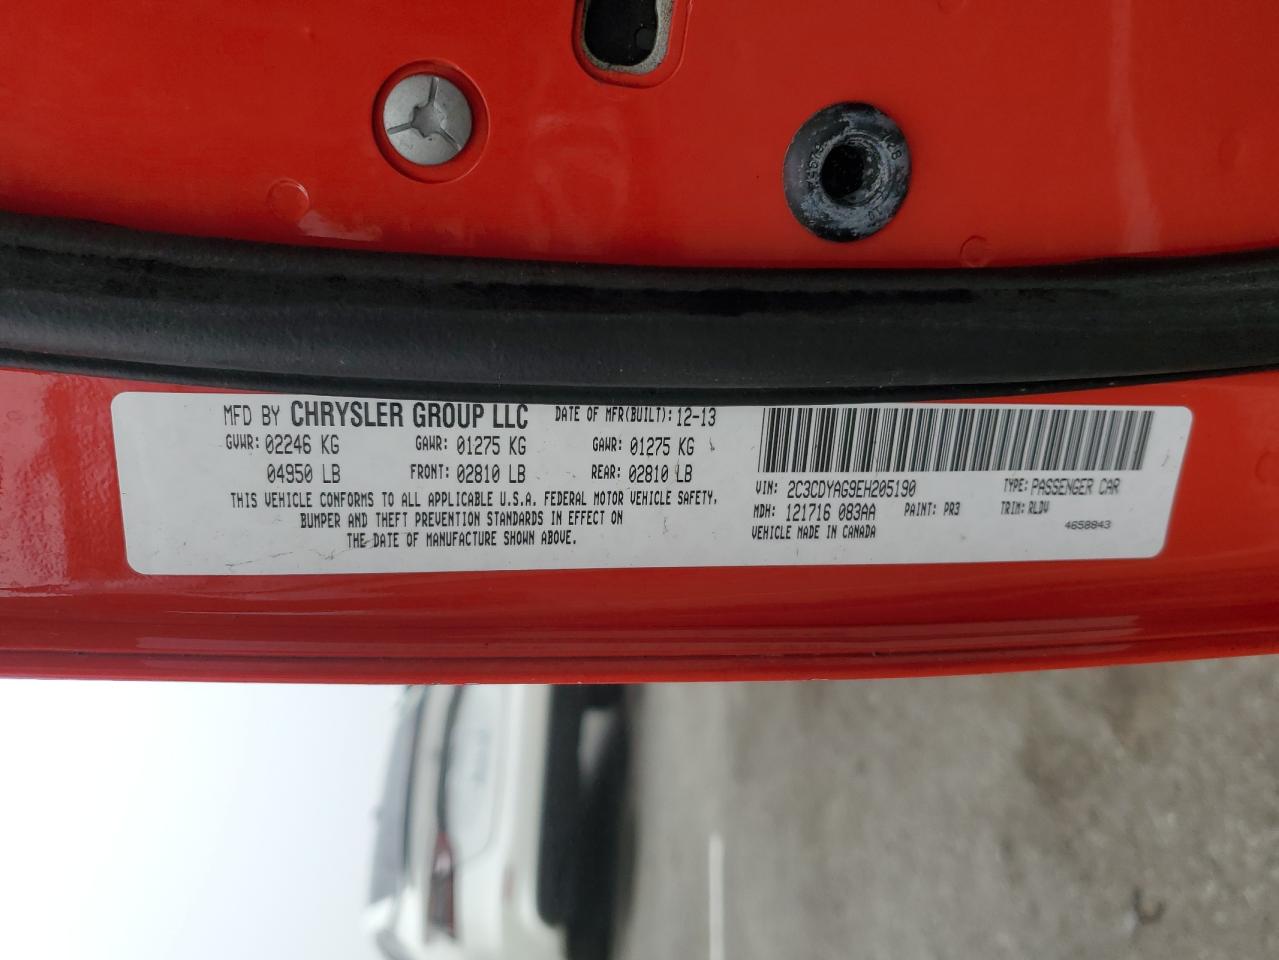 MFD BY CHRYSLER GROUP LLC DATE OF MFR(BUILT): 12-13
GVWR: 02246 KG GAWR: 01275 KG GAWR: 01275 KG
04950 LB FRONT: 02810 LB REAR: 02810 LB
THIS VEHICLE CONFORMS TO ALL APPLICABLE U.S.A. FEDERAL MOTOR VEHICLE SAFETY,
BUMPER AND THEFT PREVENTION STANDARDS IN EFFECT ON
THE DATE OF MANUFACTURE SHOWN ABOVE.
VIN: 2C3CDYAG9EH205190 TYPE: PASSENGER CAR
MDH: 121716 083AA PAINT: PR3 TRIM: RLDV
VEHICLE MADE IN CANADA 4658843